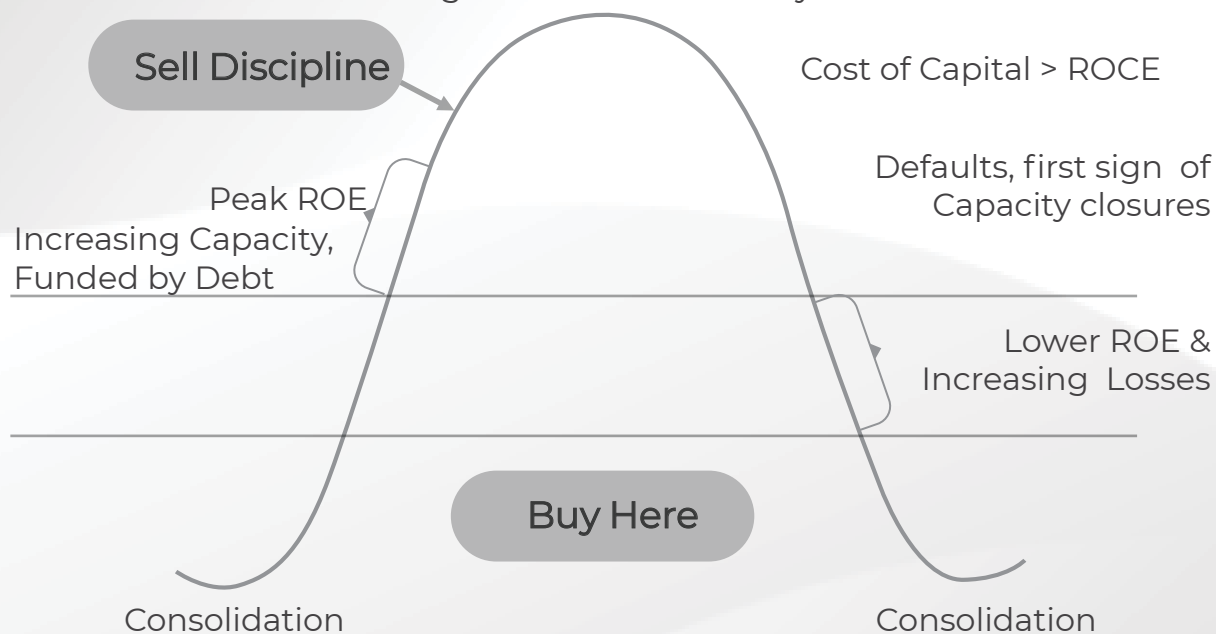 Sell Discipline
Cost of Capital > ROCE
Defaults, first sign of
Capacity closures
Peak ROE
Increasing Capacity,
Funded by Debt
Lower ROE &
Increasing Losses
Buy Here
Consolidation
Consolidation